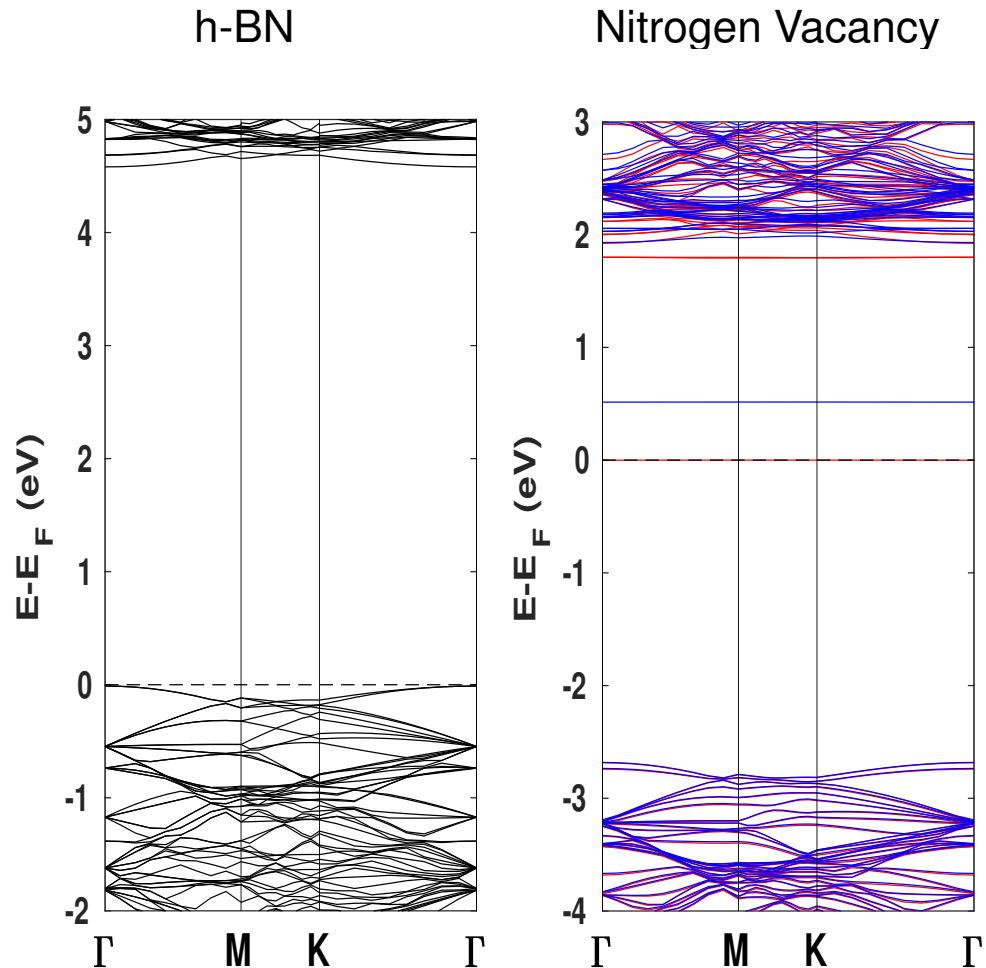 h-BN
Nitrogen Vacancy
E-E_F (eV)
5
4
3
2
1
0
-1
-2
Γ M K Γ
E-E_F (eV)
3
2
1
0
-1
-2
-3
-4
Γ M K Γ